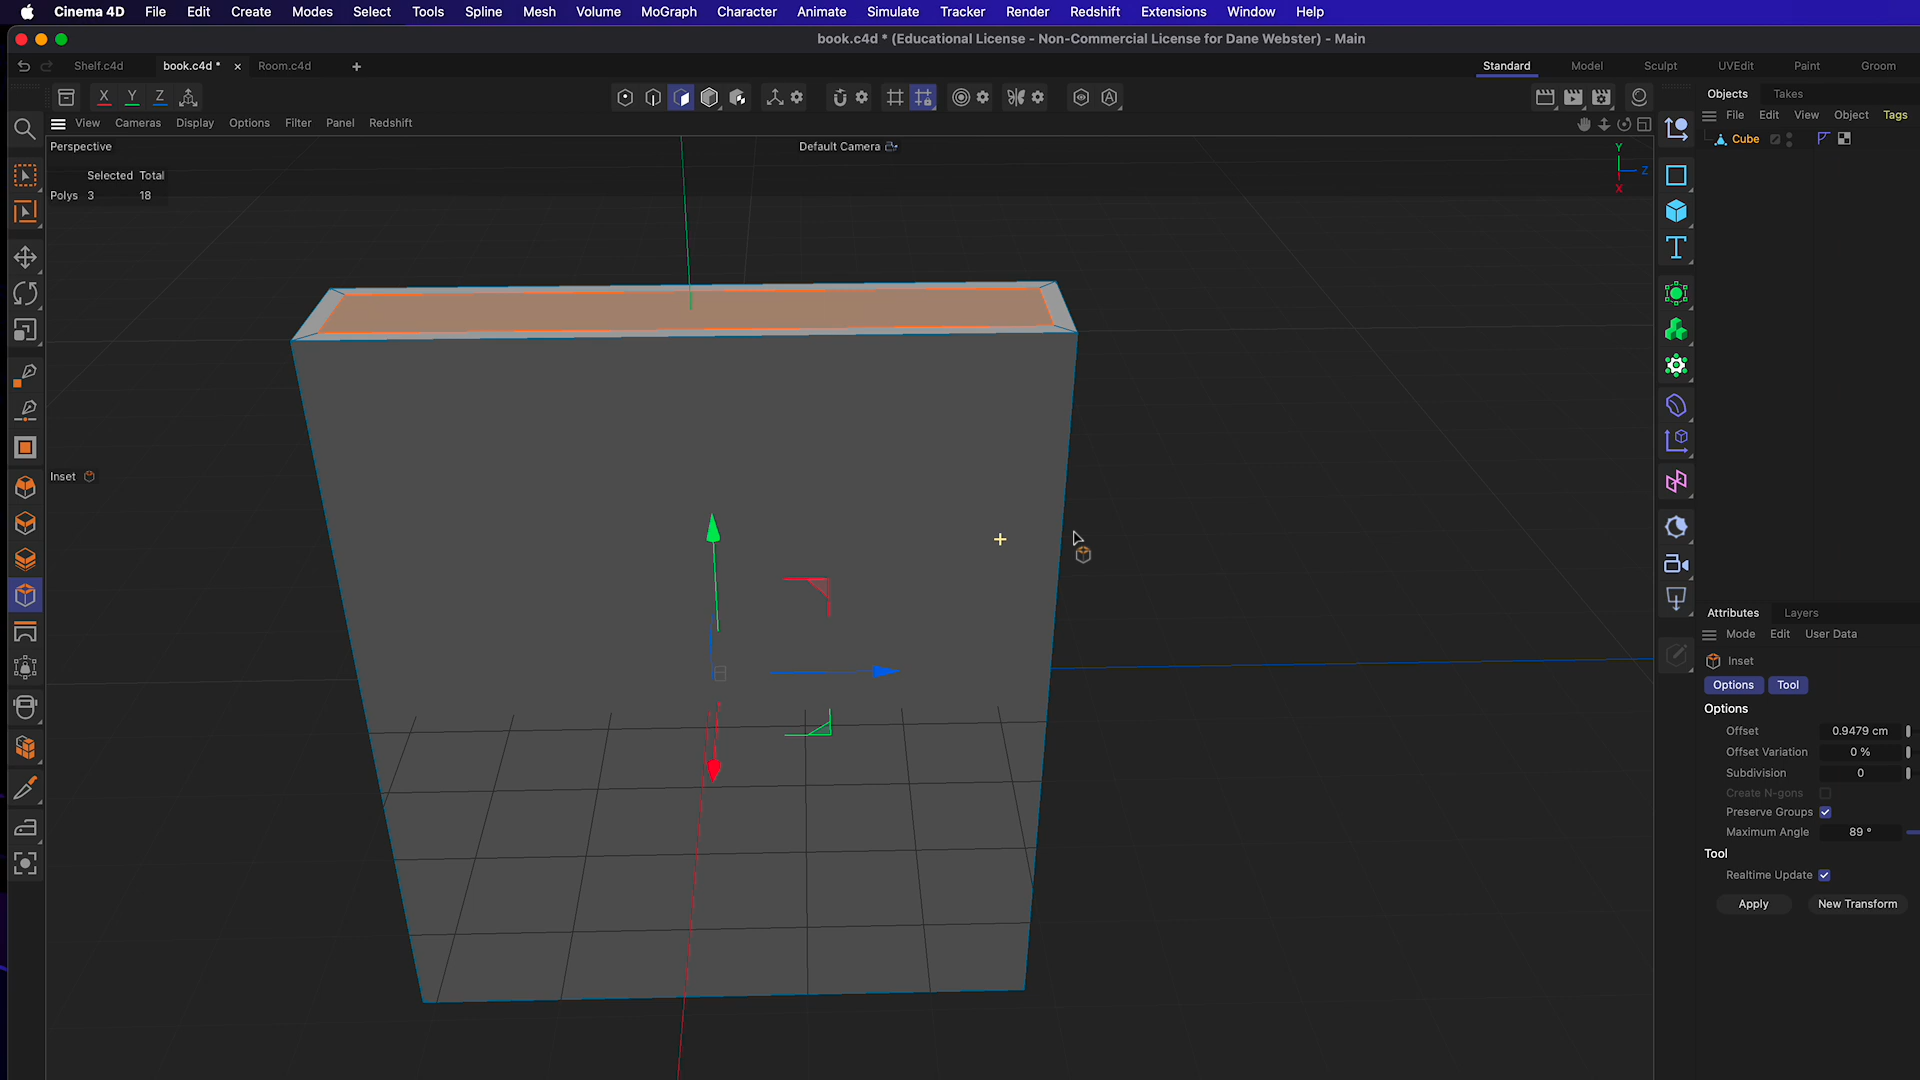 Cinema 4D File Edit Create Modes Select Tools Spline Mesh Volume MoGraph Character Animate Simulate Tracker Render Redshift Extensions Window Help
book.c4d * (Educational License - Non-Commercial License for Dane Webster) - Main
Shelf.c4d book.c4d * × Room.c4d + Standard Model Sculpt UVEdit Paint Groom
X Y Z
Objects Takes
View Cameras Display Options Filter Panel Redshift
File Edit View Object Tags
Perspective Default Camera Y
Z
X
Cube
Selected Total
Polys 3 18
Inset
Attributes Layers
Mode Edit User Data
Inset
Options Tool
Options
Offset 0.9479 cm
Offset Variation 0 %
Subdivision 0
Create N-gons
Preserve Groups
Maximum Angle 89 °
Tool
Realtime Update
Apply New Transform